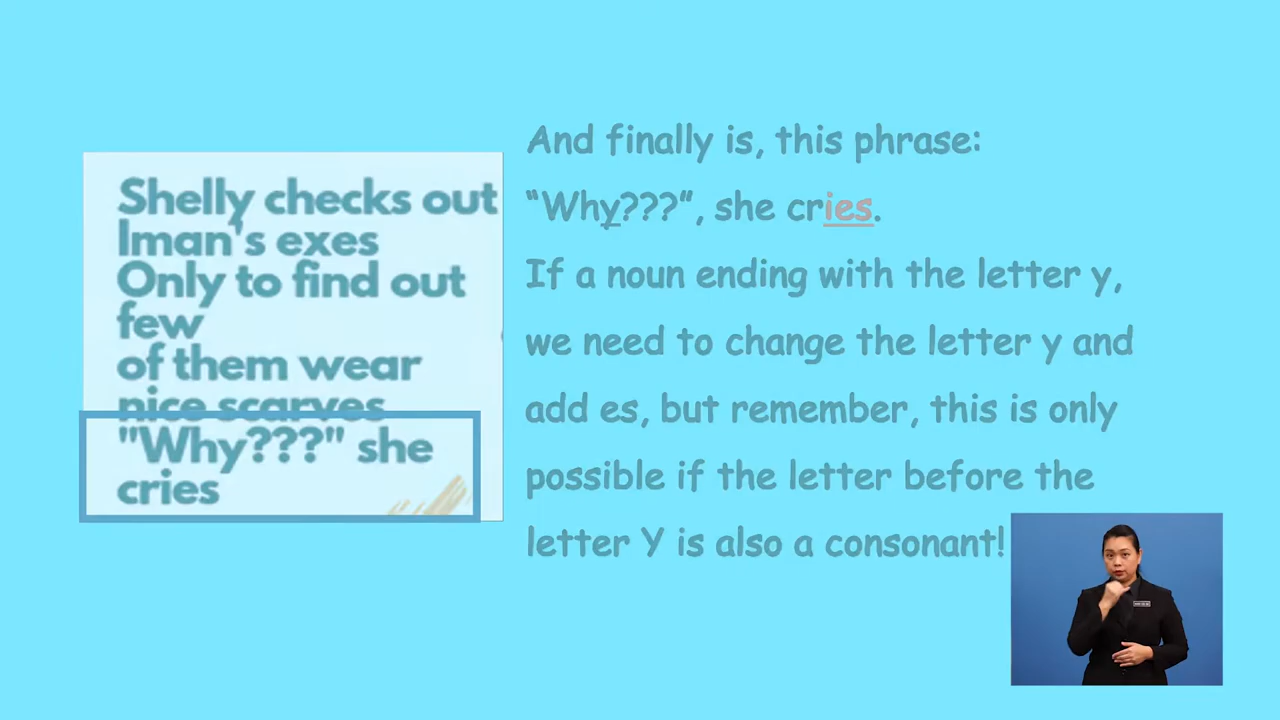 Shelly checks out
Iman's exes
Only to find out
few
of them wear
nice scarves
"Why???" she
cries
And finally is, this phrase:
“Why???”, she cries.
If a noun ending with the letter y,
we need to change the letter y and
add es, but remember, this is only
possible if the letter before the
letter Y is also a consonant!